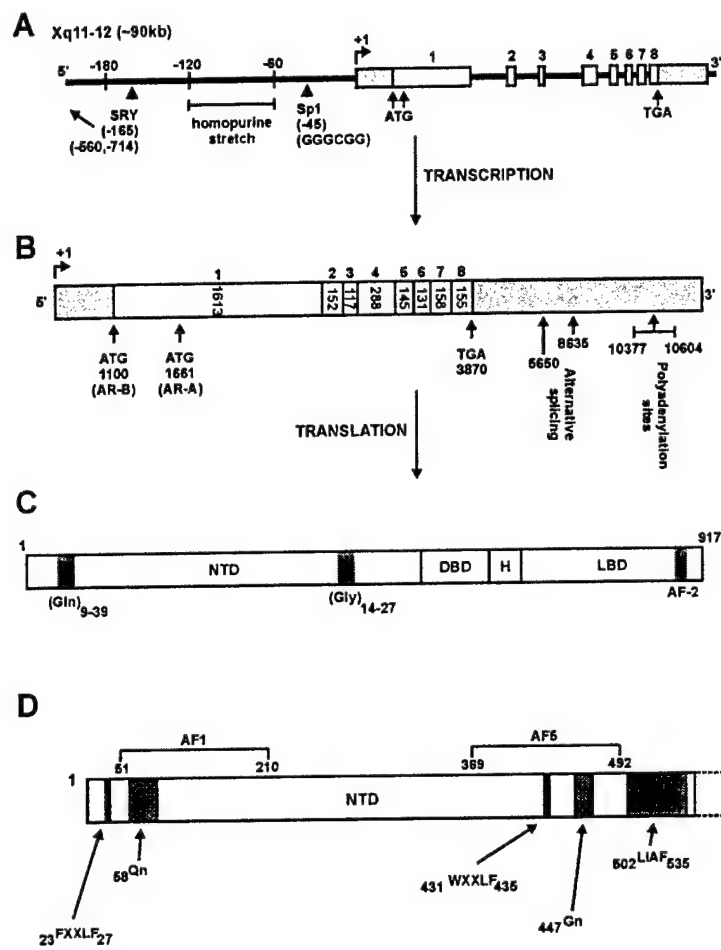 A
Xq11-12 (~90kb)
+1
5'
-180
-120
-60
1
2
3
4
5
6
7
8
3'
SRY
(-165)
(-560,-714)
homopurine
stretch
Sp1
(-45)
(GGGCGG)
ATG
TGA
TRANSCRIPTION
B
+1
1
2
3
4
5
6
7
8
5'
1613
152
117
288
145
131
158
155
3'
ATG
1100
(AR-B)
ATG
1661
(AR-A)
TGA
3870
5650
8635
Alternative
splicing
10377
10604
Polyadenylation
sites
TRANSLATION
C
1
917
NTD
DBD
H
LBD
(Gln)9-39
(Gly)14-27
AF-2
D
AF1
AF5
1
51
210
369
492
NTD
58Qn
23FXXLF27
431 WXXLF435
447Gn
502LIAF535